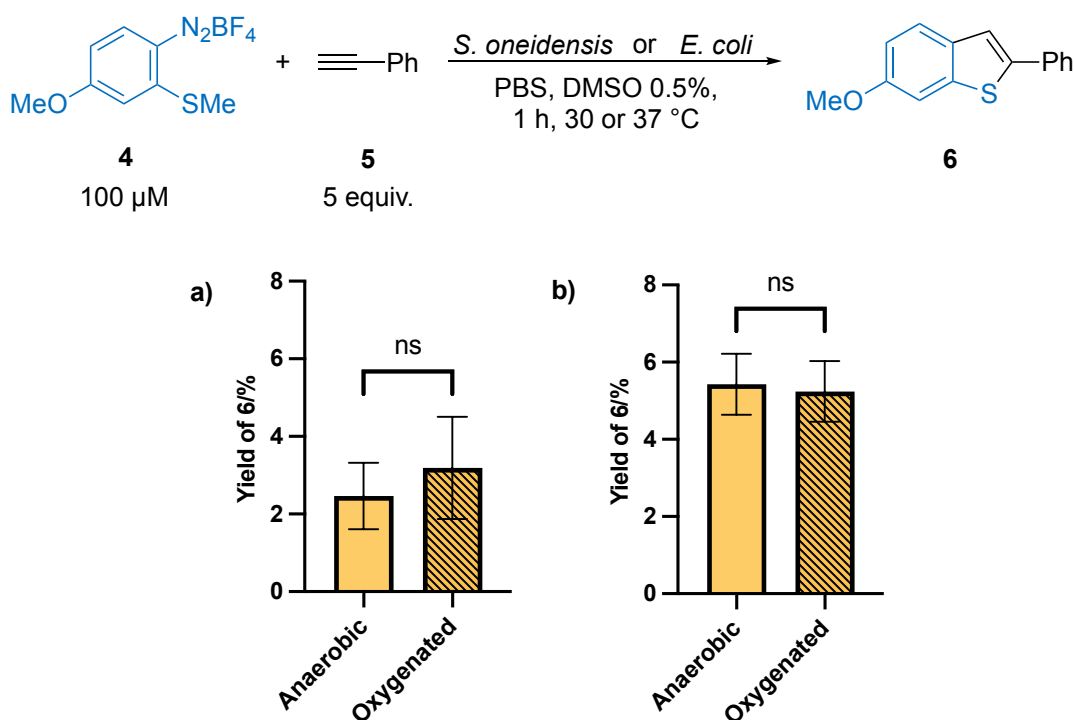 N₂BF₄
MeO
SMe
+
Ph
S. oneidensis or E. coli
PBS, DMSO 0.5%,
1 h, 30 or 37 °C
MeO
S
Ph
4
5
6
100 µM
5 equiv.
a)
8
6
4
2
0
Yield of 6/%
ns
Anaerobic
Oxygenated
b)
8
6
4
2
0
Yield of 6/%
ns
Anaerobic
Oxygenated